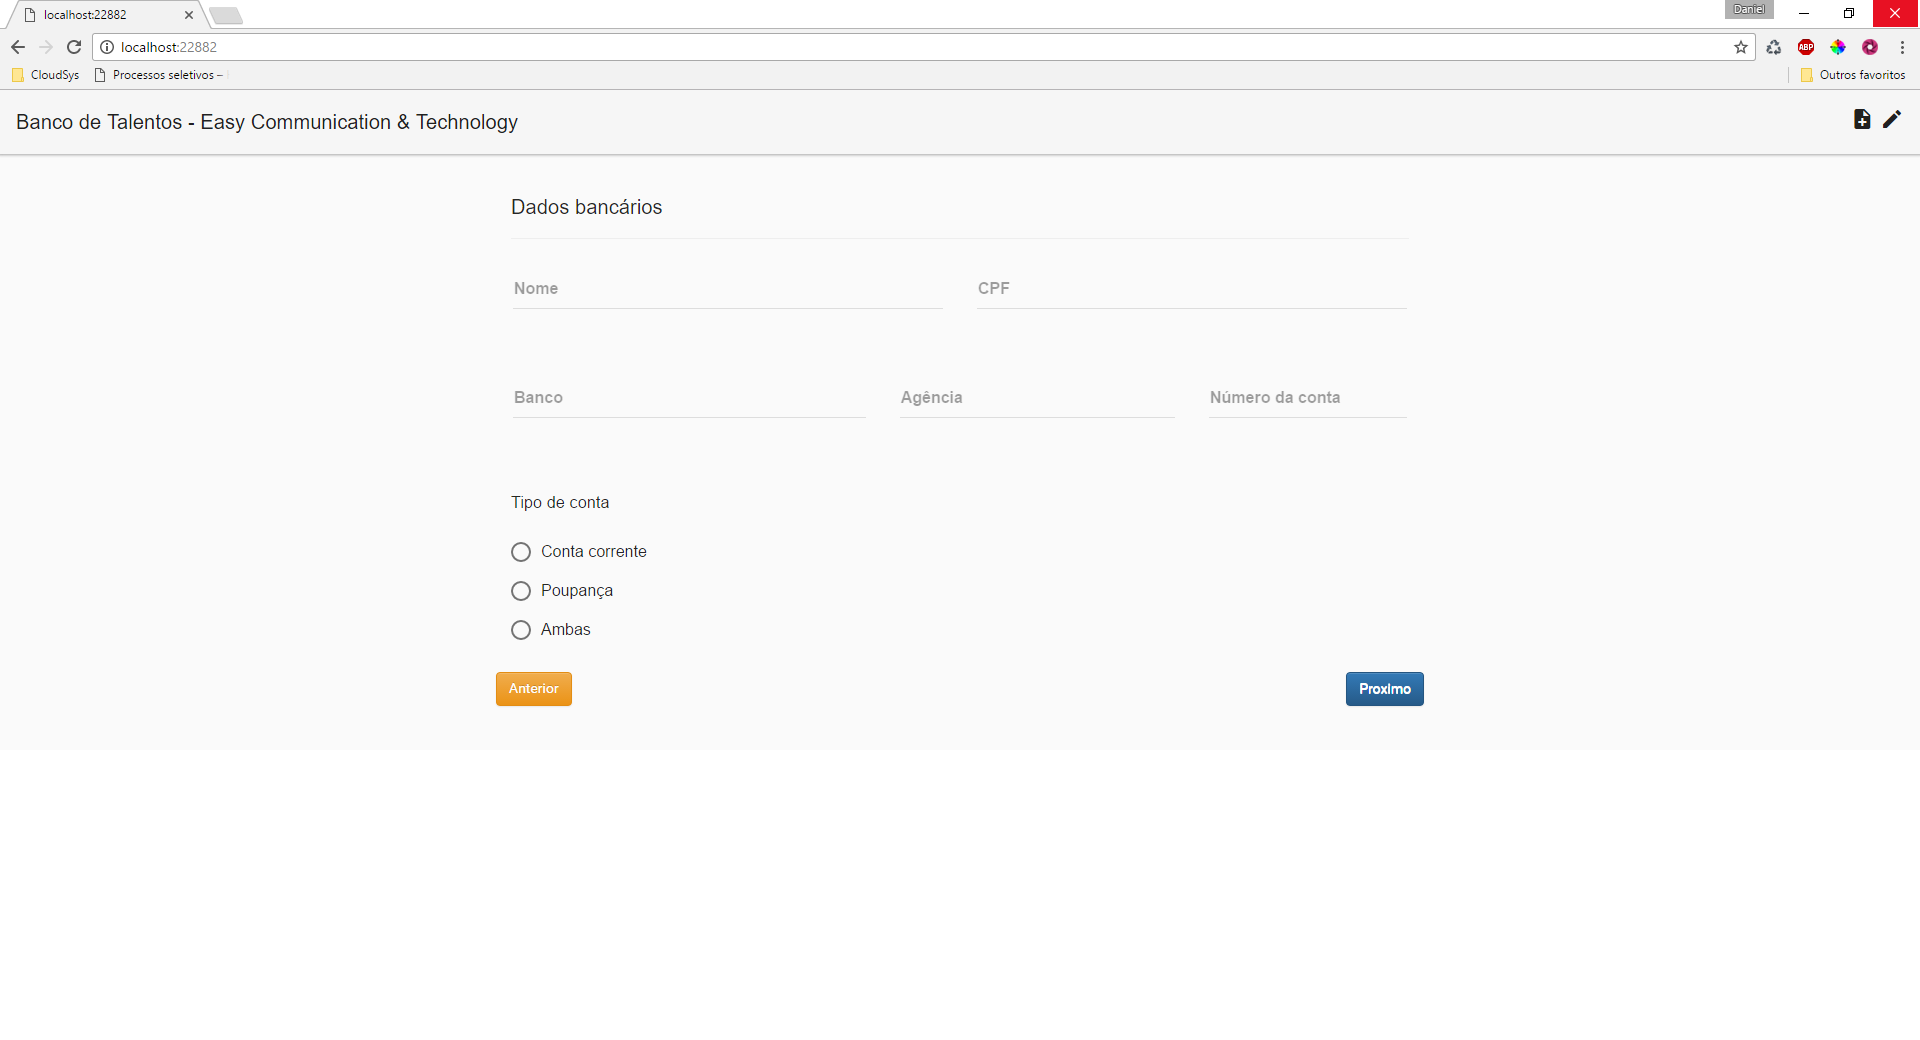 localhost:22882
Daniel
localhost:22882
ABP
CloudSys
Processos seletivos –
Outros favoritos
Banco de Talentos - Easy Communication & Technology
Dados bancários
Nome
CPF
Banco
Agência
Número da conta
Tipo de conta
Conta corrente
Poupança
Ambas
Anterior
Proximo